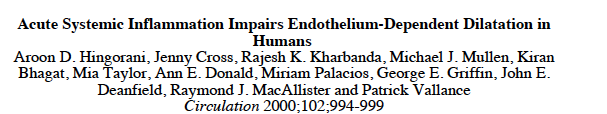 Acute Systemic Inflammation Impairs Endothelium-Dependent Dilatation in
Humans
Aroon D. Hingorani, Jenny Cross, Rajesh K. Kharbanda, Michael J. Mullen, Kiran
Bhagat, Mia Taylor, Ann E. Donald, Miriam Palacios, George E. Griffin, John E.
Deanfield, Raymond J. MacAllister and Patrick Vallance
Circulation 2000;102;994-999